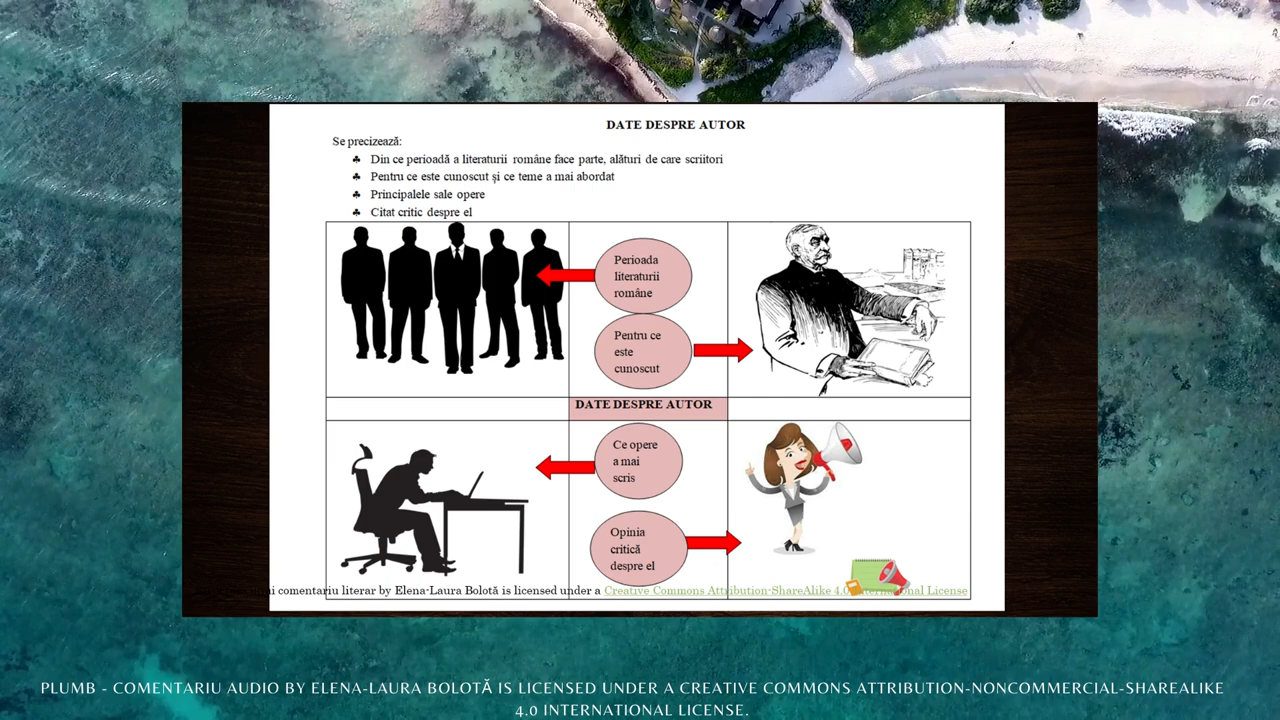 DATE DESPRE AUTOR
Se precizează:
Din ce perioadă a literaturii române face parte, alături de care scriitori
Pentru ce este cunoscut și ce teme a mai abordat
Principalele sale opere
Citat critic despre el
Perioada
literaturii
române
Pentru ce
este
cunoscut
DATE DESPRE AUTOR
Ce opere
a mai
scris
Opinia
critică
despre el
comentariu literar by Elena-Laura Bolotă is licensed under a Creative Commons Attribution-ShareAlike 4.0 International License
PLUMB - COMENTARIU AUDIO BY ELENA-LAURA BOLOTĂ IS LICENSED UNDER A CREATIVE COMMONS ATTRIBUTION-NONCOMMERCIAL-SHAREALIKE
4.0 INTERNATIONAL LICENSE.